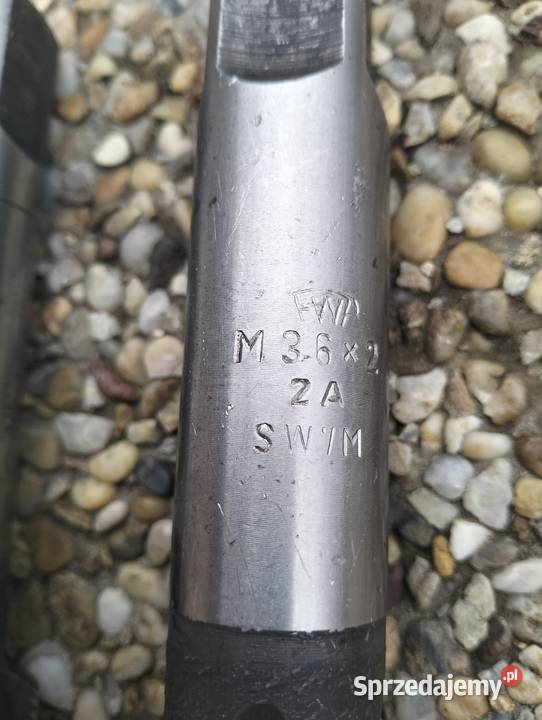 FWP
M 36×2
2A
SW7M
Sprzedajemy.pl